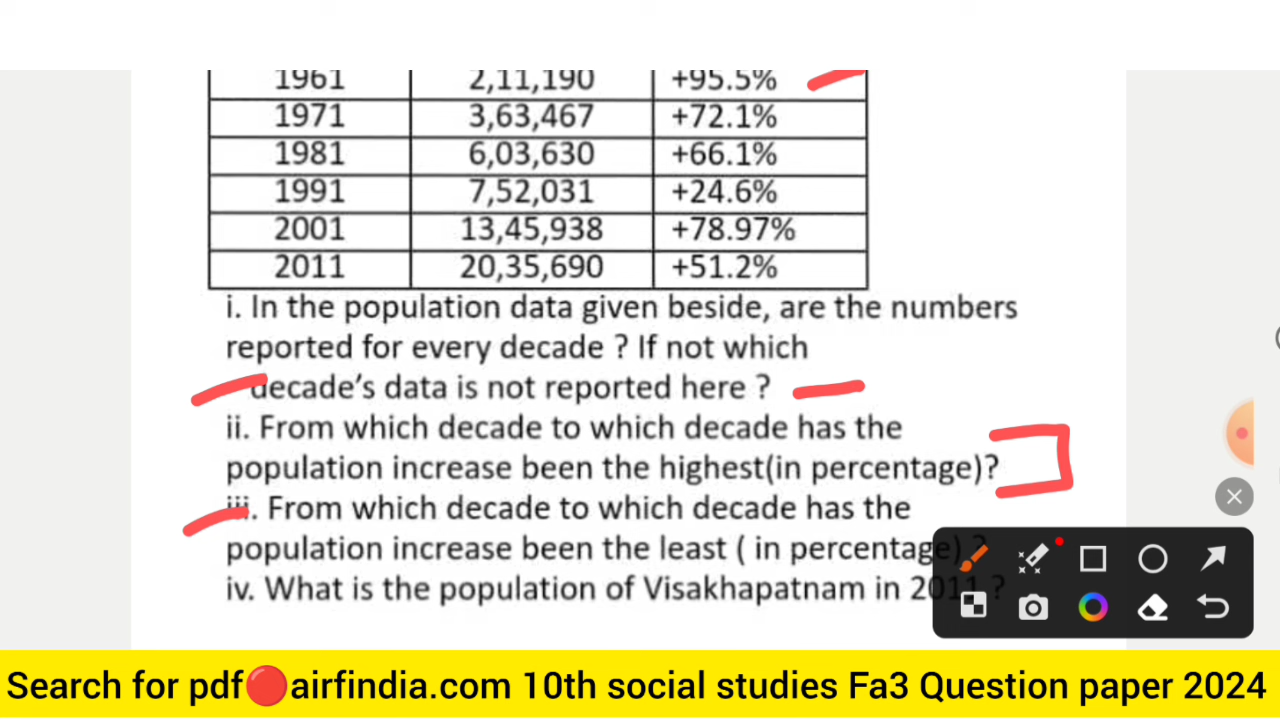 1961 2,11,190 +95.5%
1971 3,63,467 +72.1%
1981 6,03,630 +66.1%
1991 7,52,031 +24.6%
2001 13,45,938 +78.97%
2011 20,35,690 +51.2%
i. In the population data given beside, are the numbers
reported for every decade ? If not which
decade's data is not reported here ?
ii. From which decade to which decade has the
population increase been the highest(in percentage)?
iii. From which decade to which decade has the
population increase been the least ( in percentage) ?
iv. What is the population of Visakhapatnam in 2011 ?
Search for pdf🔴airfindia.com 10th social studies Fa3 Question paper 2024